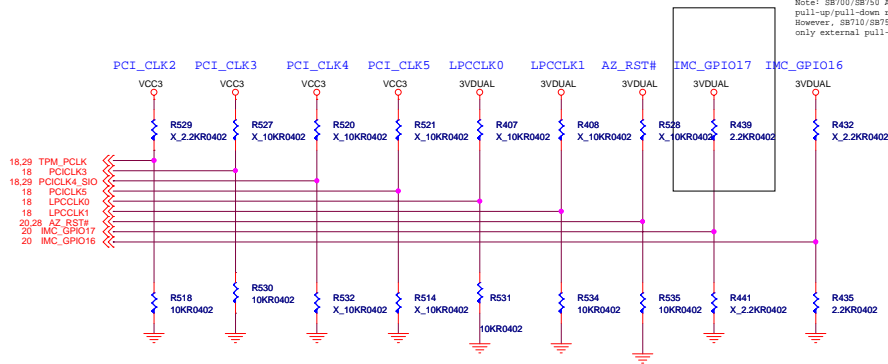 Note: SB700/SB750 A
pull-up/pull-down r
However, SB710/SB75
only external pull-
PCI_CLK2 PCI_CLK3 PCI_CLK4 PCI_CLK5 LPCCLK0 LPCCLK1 AZ_RST# IMC_GPIO17 IMC_GPIO16
VCC3 VCC3 VCC3 VCC3 3VDUAL 3VDUAL 3VDUAL 3VDUAL 3VDUAL
R529 R527 R520 R521 R407 R408 R528 R439 R432
X_2.2KR0402 X_10KR0402 X_10KR0402 X_10KR0402 X_10KR0402 X_10KR0402 X_10KR0402 2.2KR0402 X_2.2KR0402
18,29 TPM_PCLK
18 PCICLK3
18,29 PCICLK4_SIO
18 PCICLK5
18 LPCCLK0
18 LPCCLK1
20,28 AZ_RST#
20 IMC_GPIO17
20 IMC_GPIO16
R518 R530 R532 R514 R531 R534 R535 R441 R435
10KR0402 10KR0402 X_10KR0402 X_10KR0402 10KR0402 10KR0402 10KR0402 X_2.2KR0402 2.2KR0402